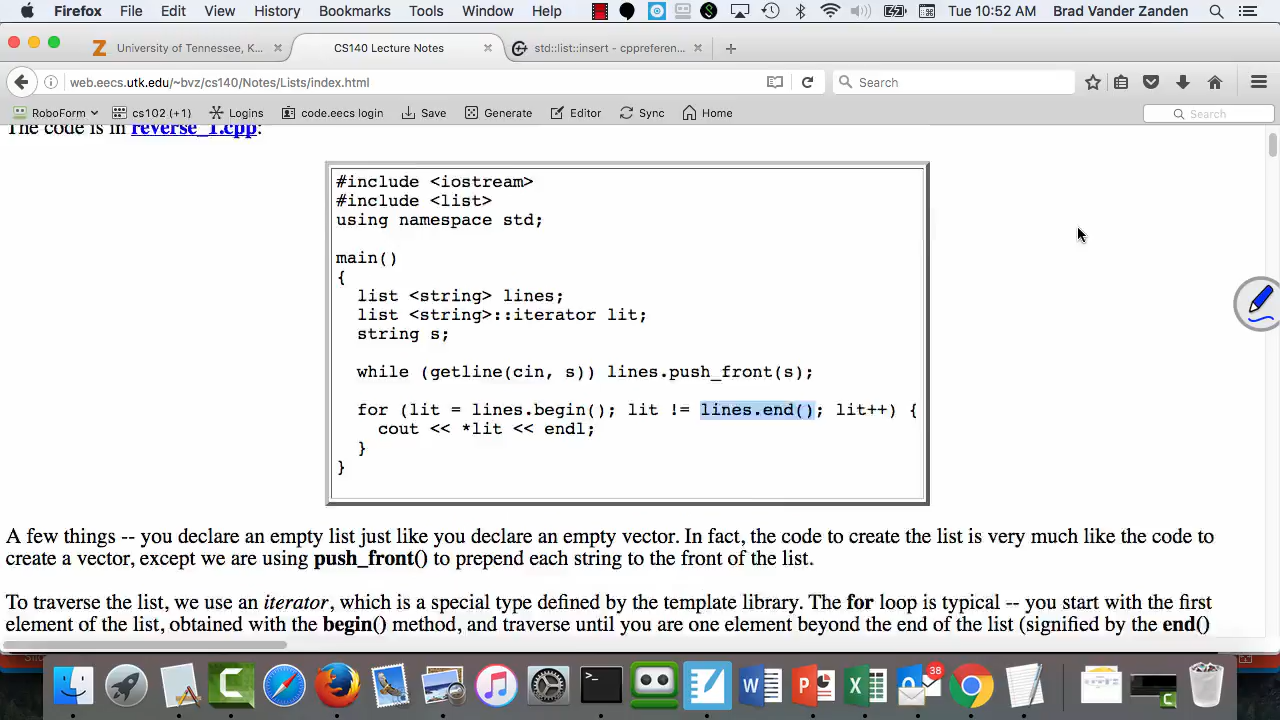 Firefox File Edit View History Bookmarks Tools Window Help Tue 10:52 AM Brad Vander Zanden
University of Tennessee, K... CS140 Lecture Notes std::list::insert - cppreferen...
web.eecs.utk.edu/~bvz/cs140/Notes/Lists/index.html Search
RoboForm cs102 (+1) Logins code.eecs login Save Generate Editor Sync Home Search
The code is in reverse_1.cpp:
#include <iostream>
#include <list>
using namespace std;
main()
{
list <string> lines;
list <string>::iterator lit;
string s;
while (getline(cin, s)) lines.push_front(s);
for (lit = lines.begin(); lit != lines.end(); lit++) {
cout << *lit << endl;
}
}
A few things -- you declare an empty list just like you declare an empty vector. In fact, the code to create the list is very much like the code to
create a vector, except we are using push_front() to prepend each string to the front of the list.
To traverse the list, we use an iterator, which is a special type defined by the template library. The for loop is typical -- you start with the first
element of the list, obtained with the begin() method, and traverse until you are one element beyond the end of the list (signified by the end()
38